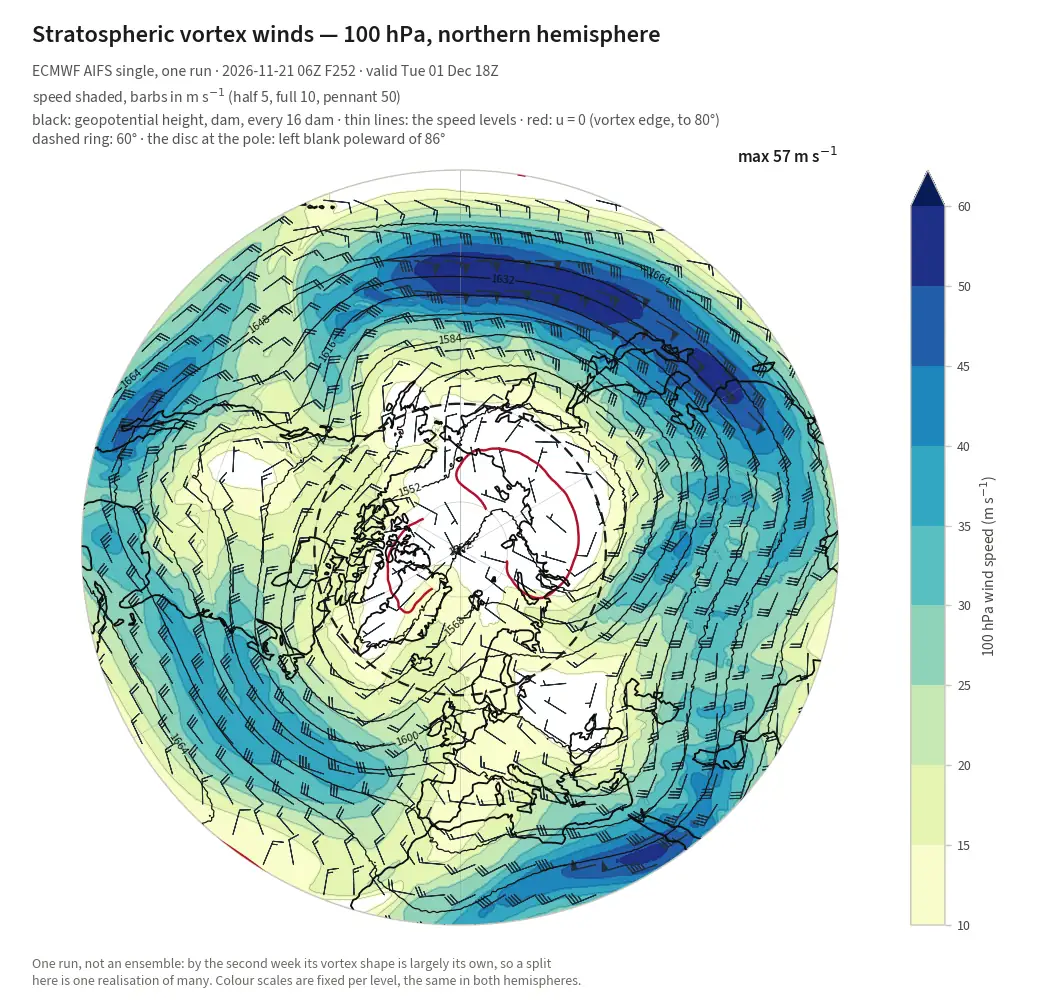 Stratospheric vortex winds — 100 hPa, northern hemisphere
ECMWF AIFS single, one run · 2026-11-21 06Z F252 · valid Tue 01 Dec 18Z
speed shaded, barbs in m s⁻¹ (half 5, full 10, pennant 50)
black: geopotential height, dam, every 16 dam · thin lines: the speed levels · red: u = 0 (vortex edge, to 80°)
dashed ring: 60° · the disc at the pole: left blank poleward of 86°
max 57 m s⁻¹
60
50
45
40
35
30
25
20
15
10
100 hPa wind speed (m s⁻¹)
1632
1664
1648
1616
1584
1664
1552
1568
1600
1664
One run, not an ensemble: by the second week its vortex shape is largely its own, so a split
here is one realisation of many. Colour scales are fixed per level, the same in both hemispheres.